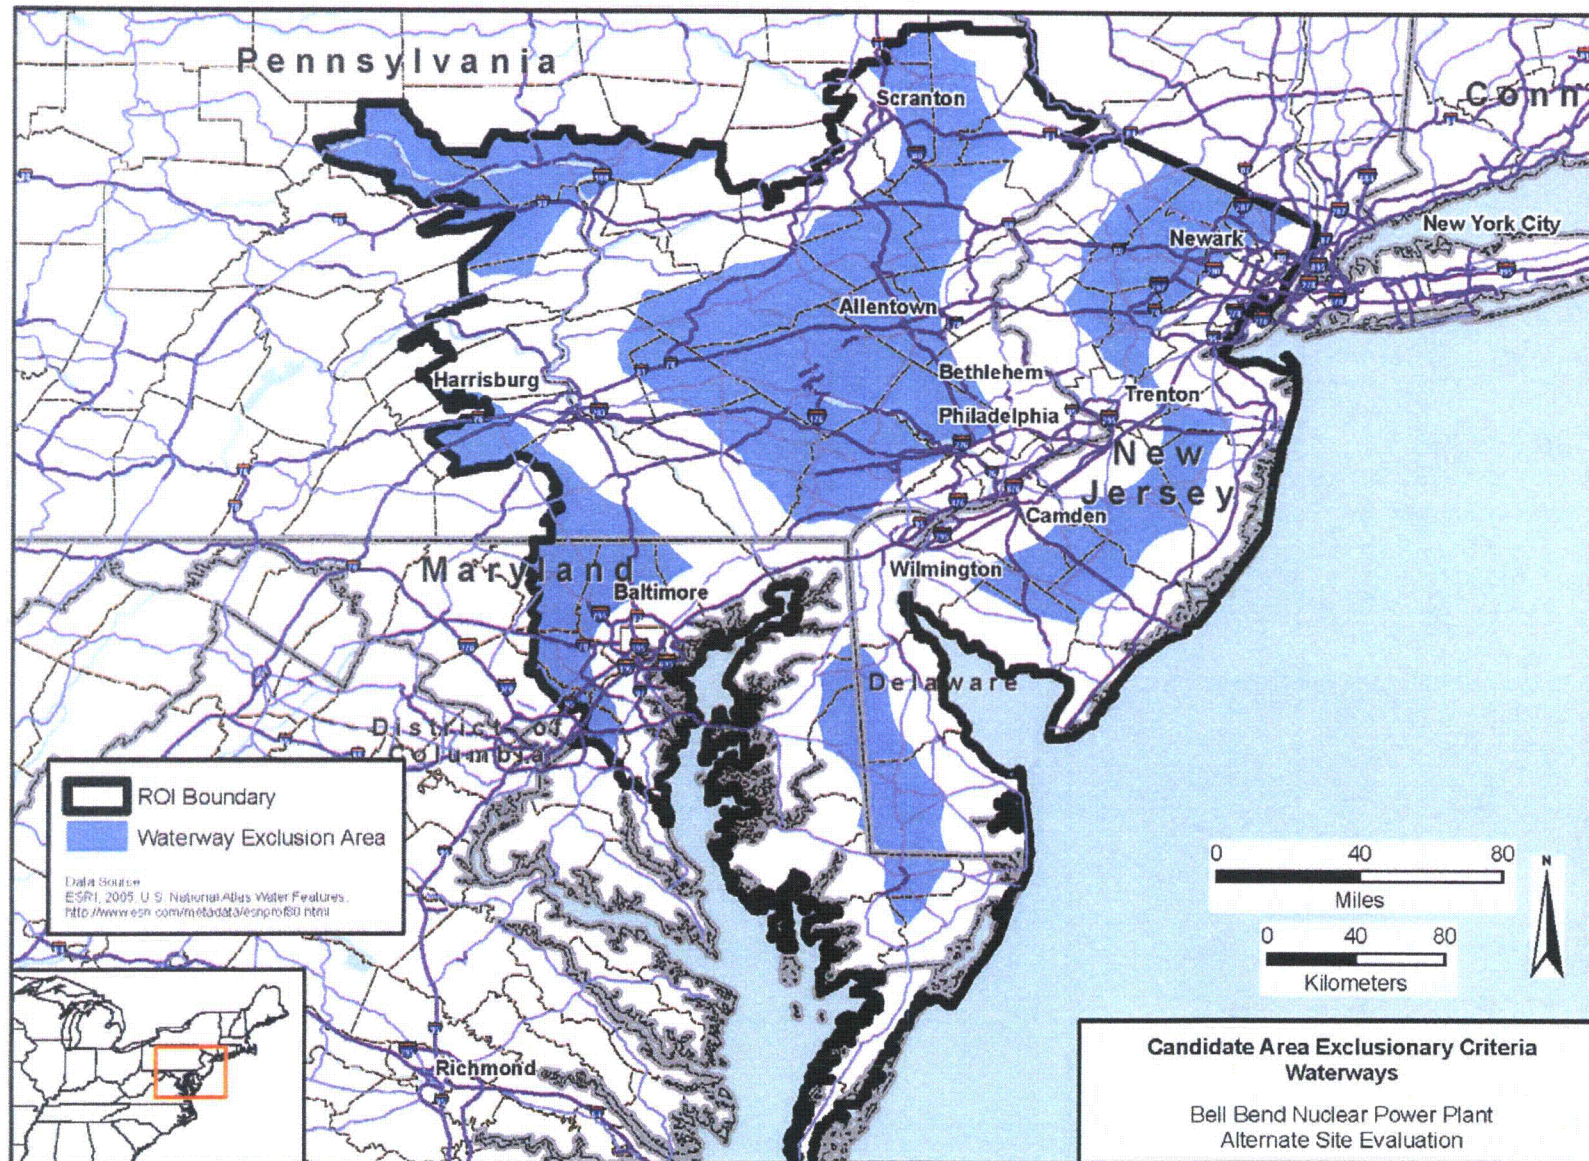 Pennsylvania
Scranton
Conn
New York City
Newark
Allentown
Harrisburg
Bethlehem
Trenton
Philadelphia
New
Jersey
Camden
Maryland
Wilmington
Baltimore
Delaware
District of
Columbia
ROI Boundary
Waterway Exclusion Area
Data Source
ESRI, 2005, U.S. National Atlas Water Features,
0 40 80
Miles
0 40 80
Kilometers
N
Richmond
Candidate Area Exclusionary Criteria
Waterways
Bell Bend Nuclear Power Plant
Alternate Site Evaluation